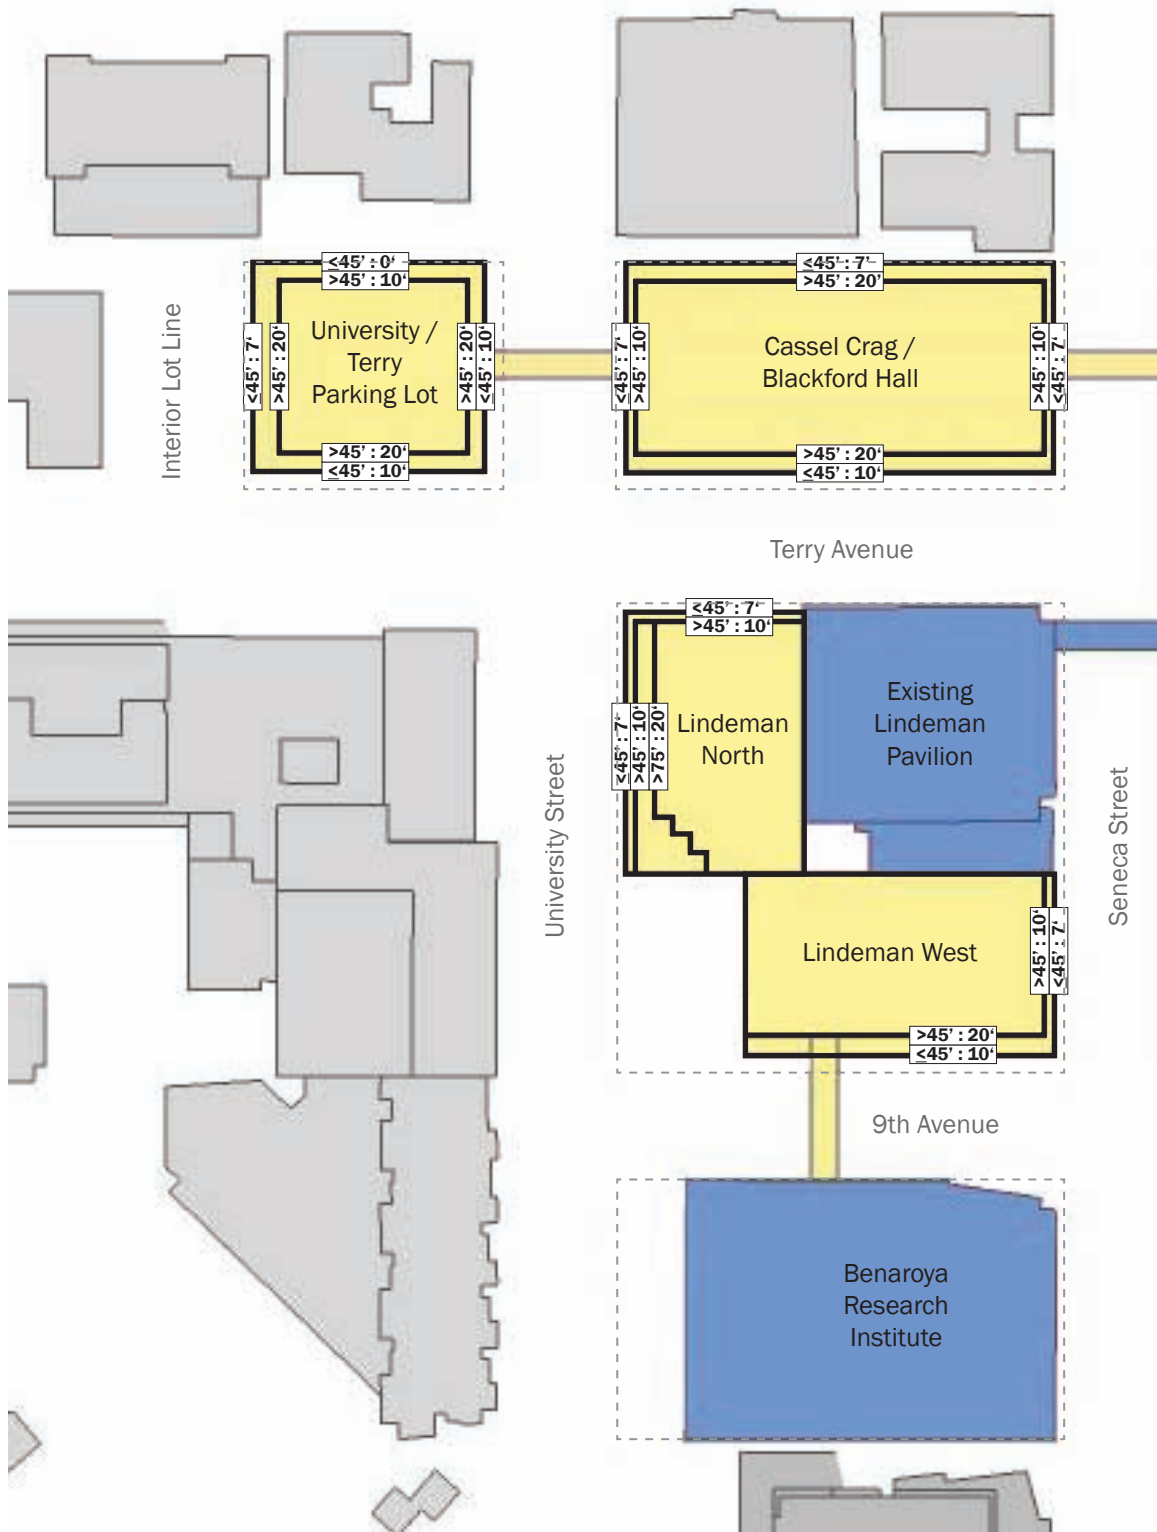 ≤45' : 0'
>45' : 10'
≤45' : 7'
>45' : 20'
University /
Terry
Parking Lot
>45' : 20'
≤45' : 10'
>45' : 20'
≤45' : 10'
Interior Lot Line
≤45' : 7'
>45' : 20'
≤45' : 7'
>45' : 10'
Cassel Crag /
Blackford Hall
>45' : 10'
≤45' : 7'
>45' : 20'
≤45' : 10'
Terry Avenue
≤45' : 7'
>45' : 10'
≤45' : 7'
>45' : 10'
>75' : 20'
Lindeman
North
Existing
Lindeman
Pavilion
University Street
Seneca Street
Lindeman West
>45' : 10'
≤45' : 7'
>45' : 20'
≤45' : 10'
9th Avenue
Benaroya
Research
Institute